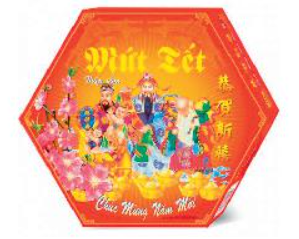 Mứt Tết
恭賀新禧
Chúc Mừng Năm Mới